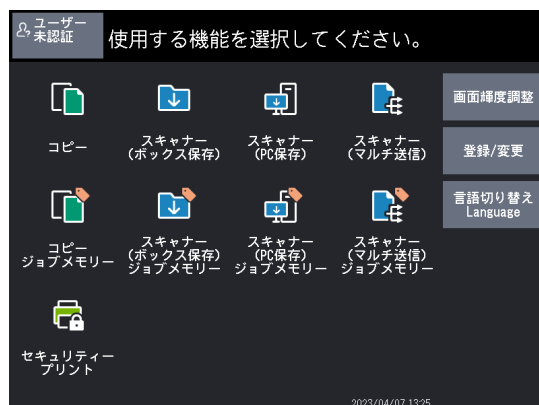 ユーザー
未認証
使用する機能を選択してください。
コピー
スキャナー
(ボックス保存)
スキャナー
(PC保存)
スキャナー
(マルチ送信)
画面輝度調整
登録/変更
言語切り替え
Language
コピー
ジョブメモリー
スキャナー
(ボックス保存)
ジョブメモリー
スキャナー
(PC保存)
ジョブメモリー
スキャナー
(マルチ送信)
ジョブメモリー
セキュリティー
プリント
2023/04/07 13:25